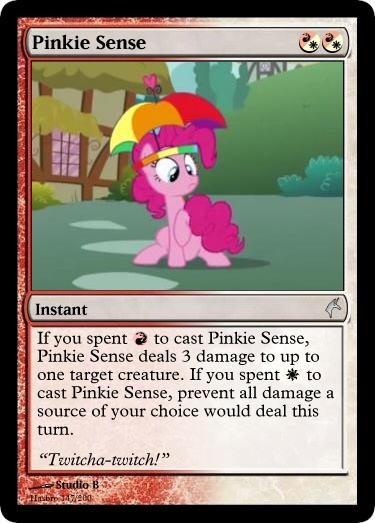 Pinkie Sense
Instant
If you spent to cast Pinkie Sense,
Pinkie Sense deals 3 damage to up to
one target creature. If you spent to
cast Pinkie Sense, prevent all damage a
source of your choice would deal this
turn.
“Twitcha-twitch!”
Studio B
Hasbro 147/200